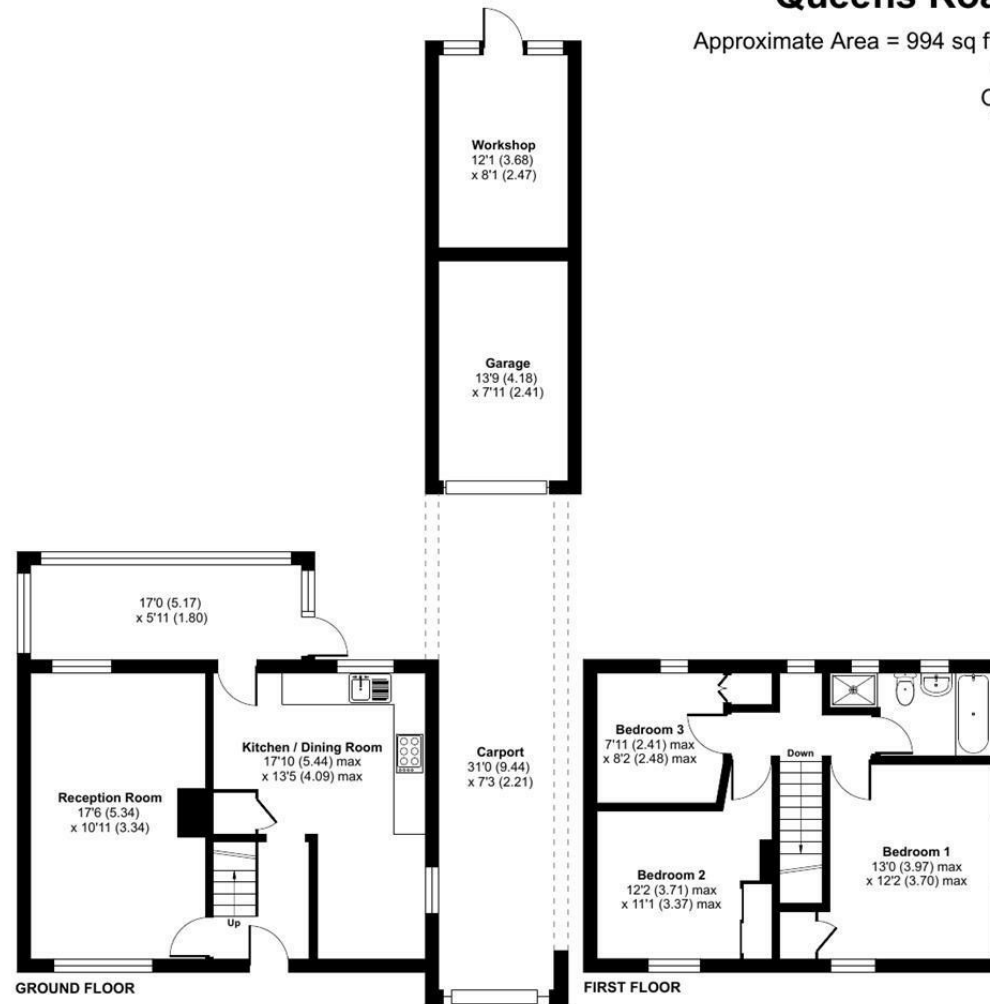 Approximate Area = 994 sq f
Workshop
12'1 (3.68)
x 8'1 (2.47)
Garage
13'9 (4.18)
x 7'11 (2.41)
17'0 (5.17)
x 5'11 (1.80)
Kitchen / Dining Room
17'10 (5.44) max
x 13'5 (4.09) max
Reception Room
17'6 (5.34)
x 10'11 (3.34)
Carport
31'0 (9.44)
x 7'3 (2.21)
Up
GROUND FLOOR
Bedroom 3
7'11 (2.41) max
x 8'2 (2.48) max
Down
Bedroom 2
12'2 (3.71) max
x 11'1 (3.37) max
Bedroom 1
13'0 (3.97) max
x 12'2 (3.70) max
FIRST FLOOR